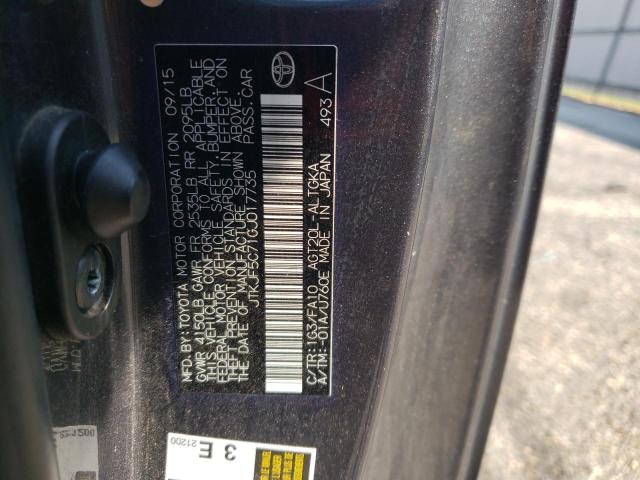 MFD. BY: TOYOTA MOTOR CORPORATION 09/15
GVWR 4150LB GAWR FR 2535LB RR 2095LB
THIS VEHICLE CONFORMS TO ALL APPLICABLE
FEDERAL MOTOR VEHICLE SAFETY, BUMPER, AND
THEFT PREVENTION STANDARDS IN EFFECT ON
THE DATE OF MANUFACTURE SHOWN ABOVE.
JTKJF5C71GJ017735 PASS.CAR
C/TR: 1G3/FA10 AGT20L-ALTGKA
A/TM: -01A/U760E MADE IN JAPAN 493 A
3 E
21200